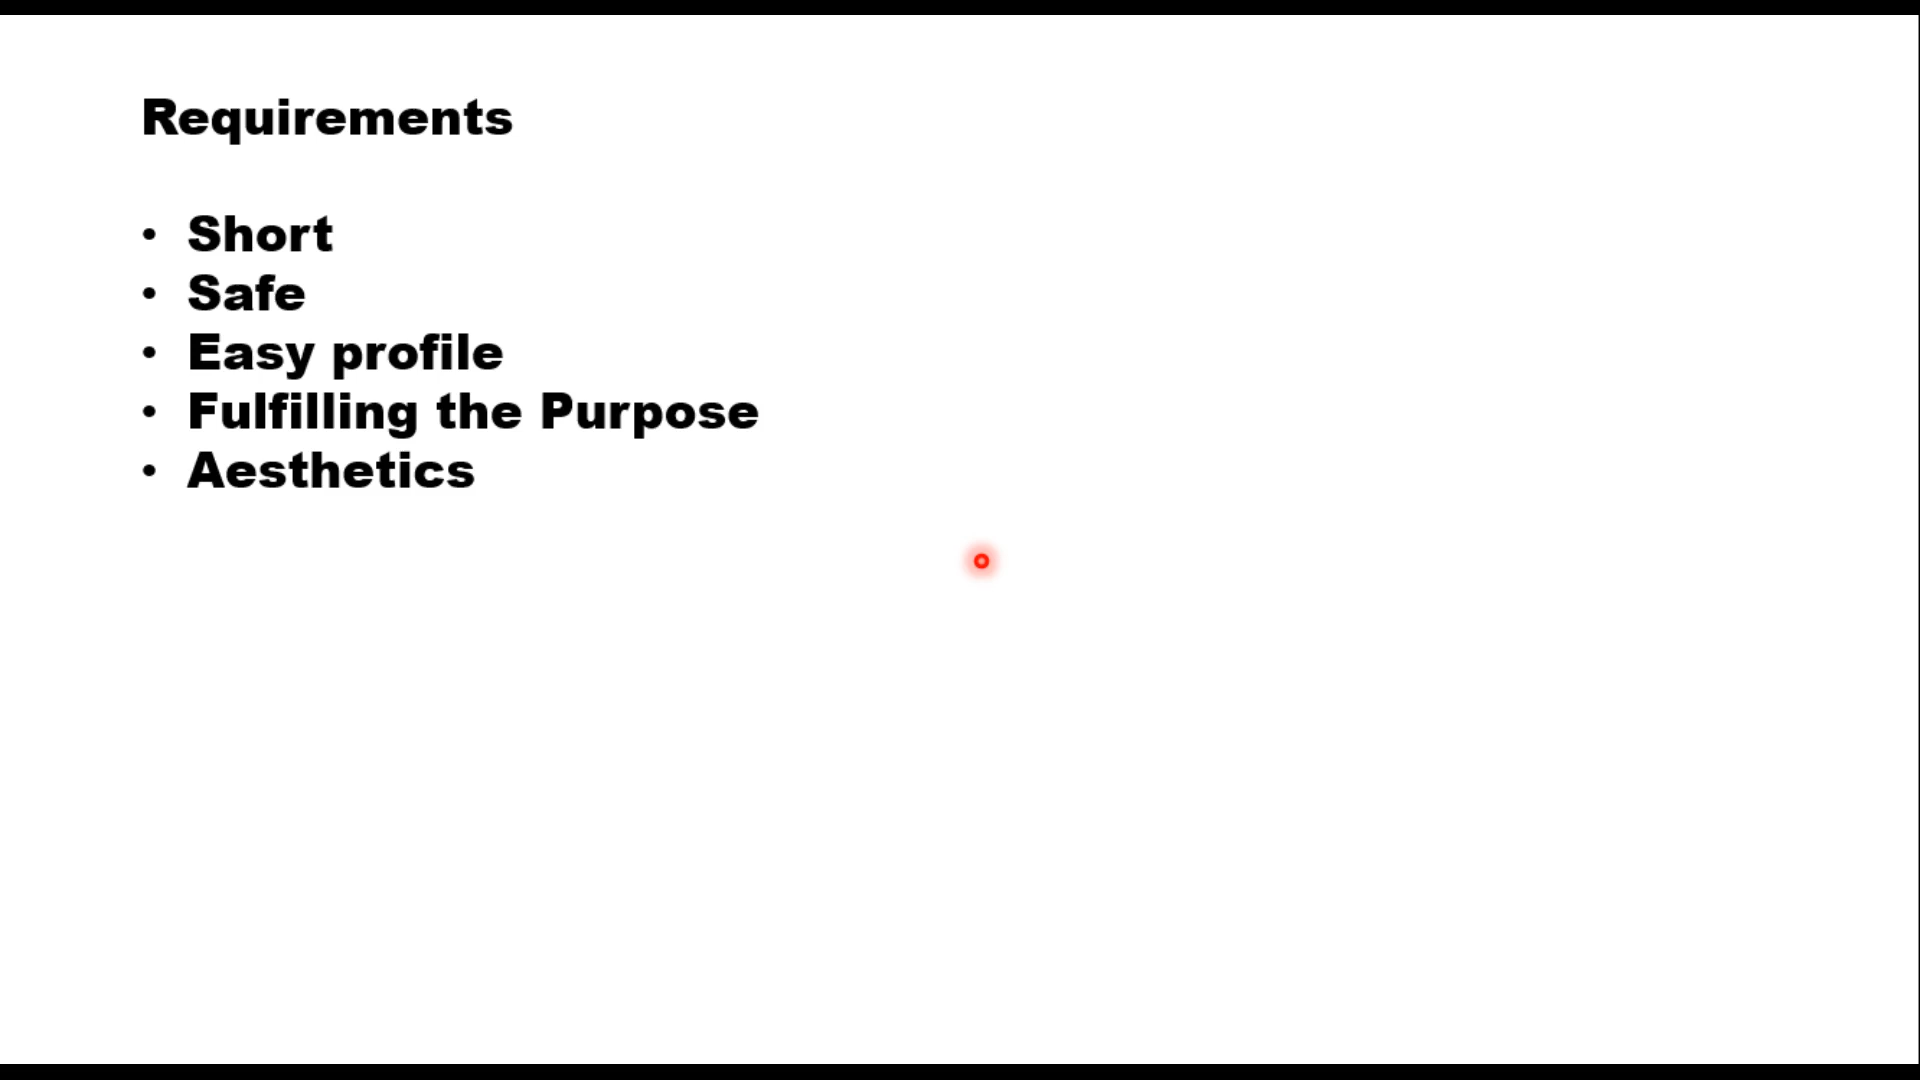 Requirements
• Short
• Safe
• Easy profile
• Fulfilling the Purpose
• Aesthetics